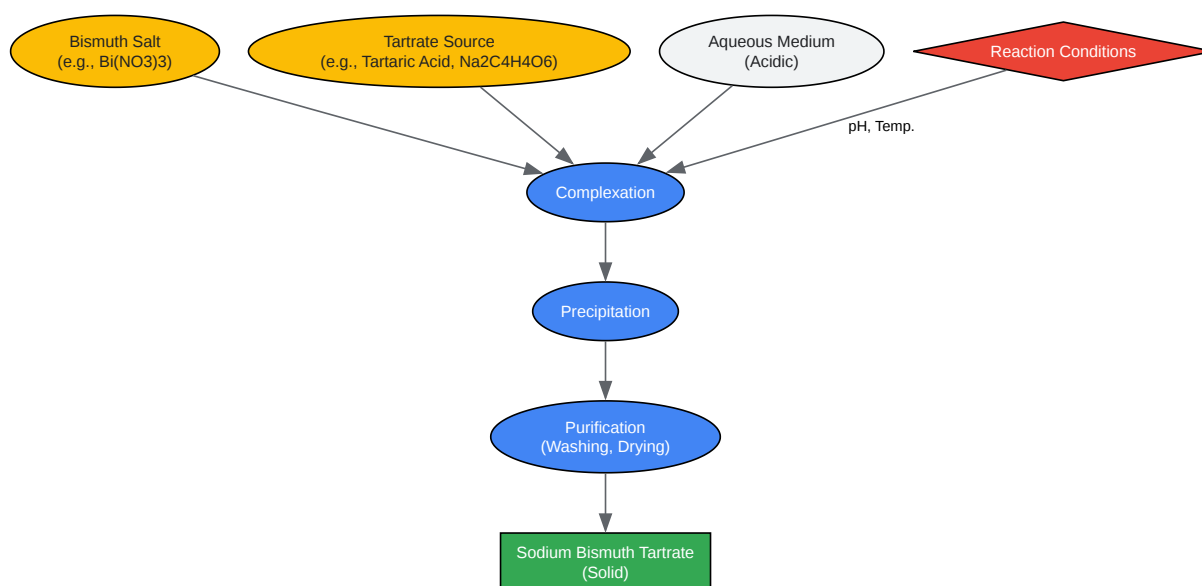 Bismuth Salt
(e.g., Bi(NO3)3)
Tartrate Source
(e.g., Tartaric Acid, Na2C4H4O6)
Aqueous Medium
(Acidic)
Reaction Conditions
pH, Temp.
Complexation
Precipitation
Purification
(Washing, Drying)
Sodium Bismuth Tartrate
(Solid)